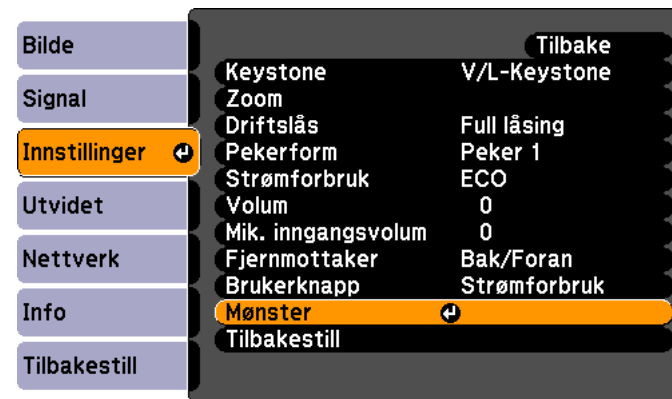 Bilde
Signal
Innstillinger
Utvidet
Nettverk
Info
Tilbakestill
Tilbake
Keystone V/L-Keystone
Zoom
Driftslås Full låsing
Pekerform Peker 1
Strømforbruk ECO
Volum 0
Mik. inngangsvolum 0
Fjernmottaker Bak/Foran
Brukerknapp Strømforbruk
Mønster
Tilbakestill